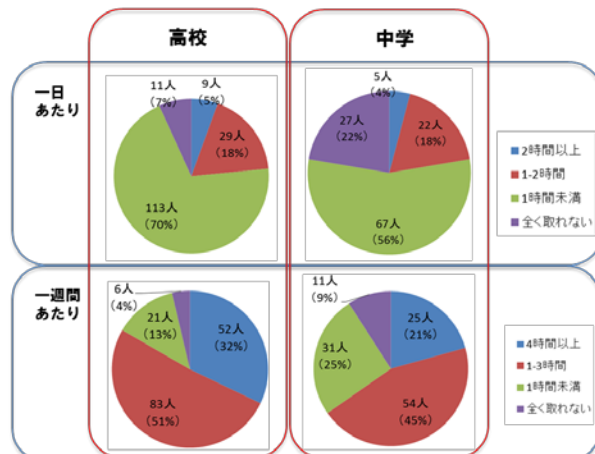 高校
中学
一日
あたり
11人
(7%)
9人
(5%)
29人
(18%)
113人
(70%)
5人
(4%)
27人
(22%)
22人
(18%)
67人
(56%)
2時間以上
1-2時間
1時間未満
全く取れない
一週間
あたり
6人
(4%)
21人
(13%)
52人
(32%)
83人
(51%)
11人
(9%)
25人
(21%)
31人
(25%)
54人
(45%)
4時間以上
1-3時間
1時間未満
全く取れない